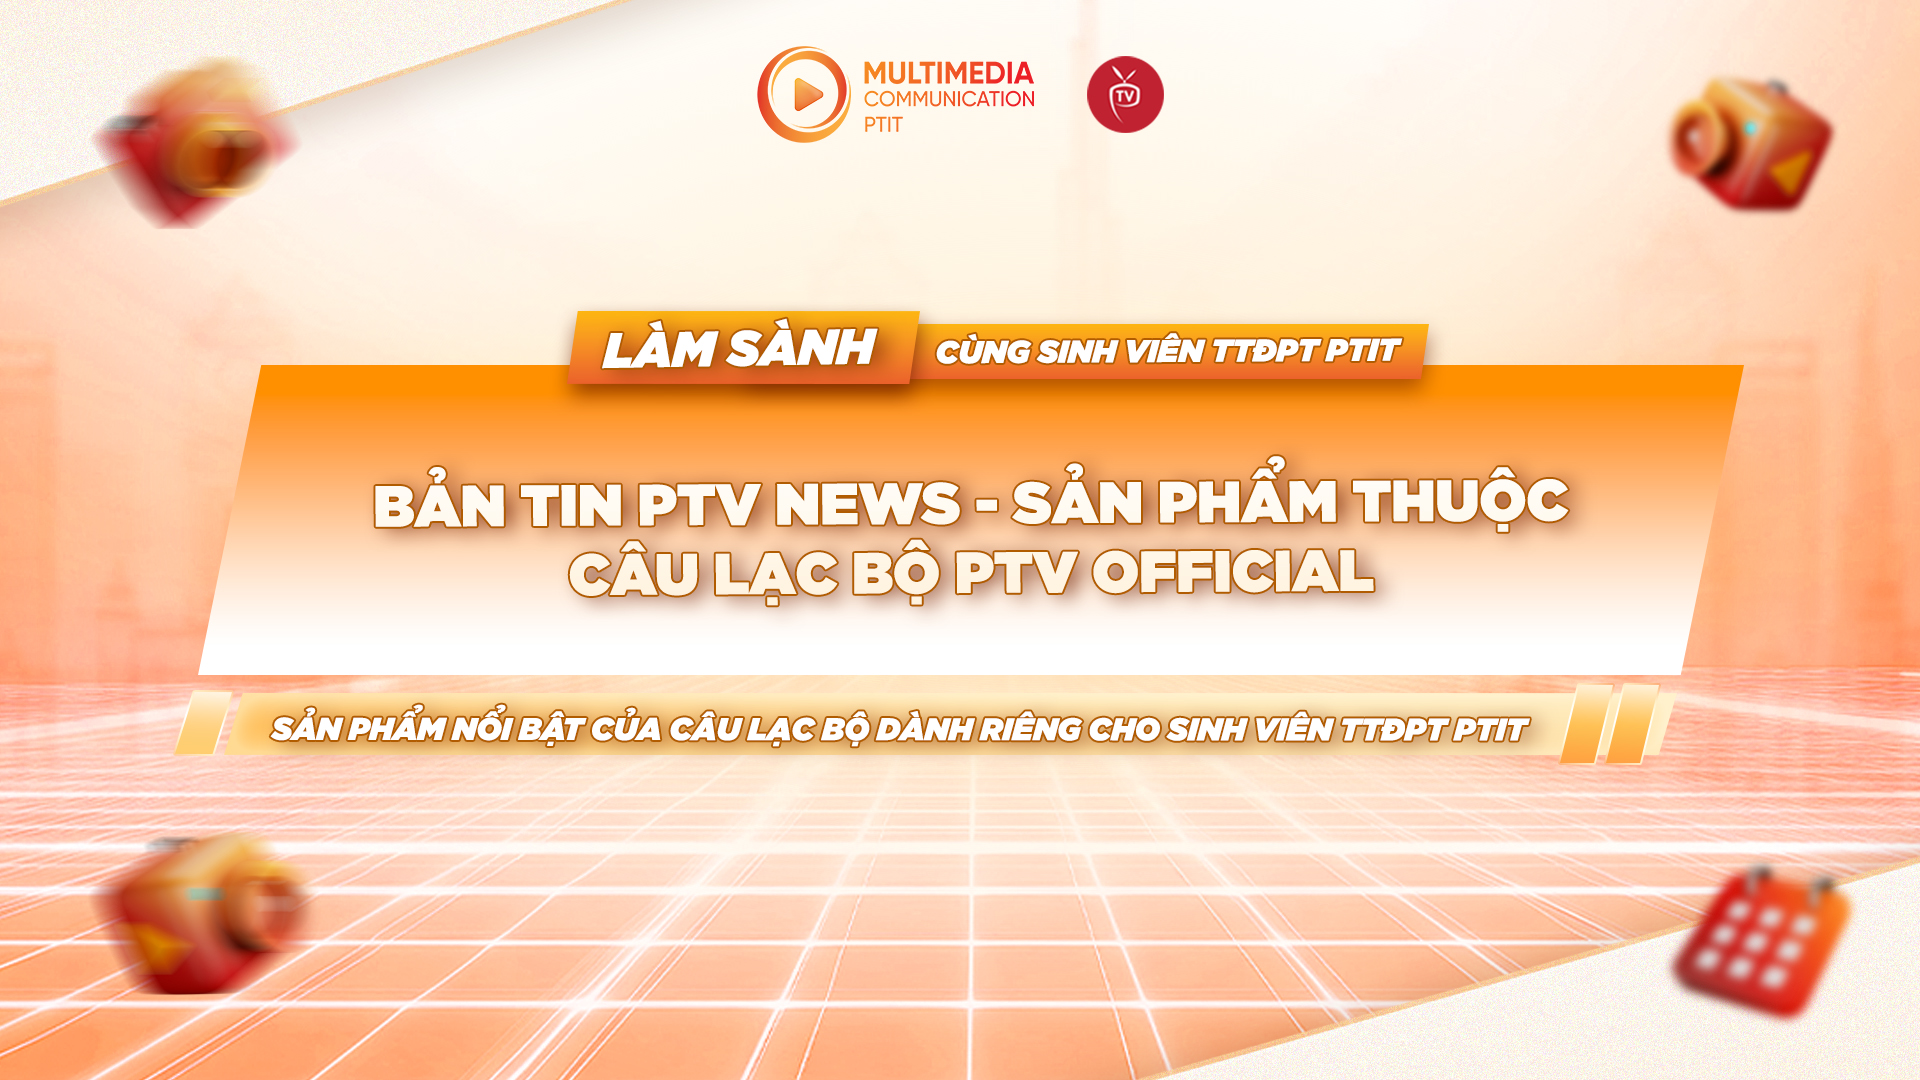 MULTIMEDIA
COMMUNICATION
PTIT
TV
LÀM SÀNH
CÙNG SINH VIÊN TTĐPT PTIT
BẢN TIN PTV NEWS - SẢN PHẨM THUỘC
CÂU LẠC BỘ PTV OFFICIAL
SẢN PHẨM NỔI BẬT CỦA CÂU LẠC BỘ DÀNH RIÊNG CHO SINH VIÊN TTĐPT PTIT